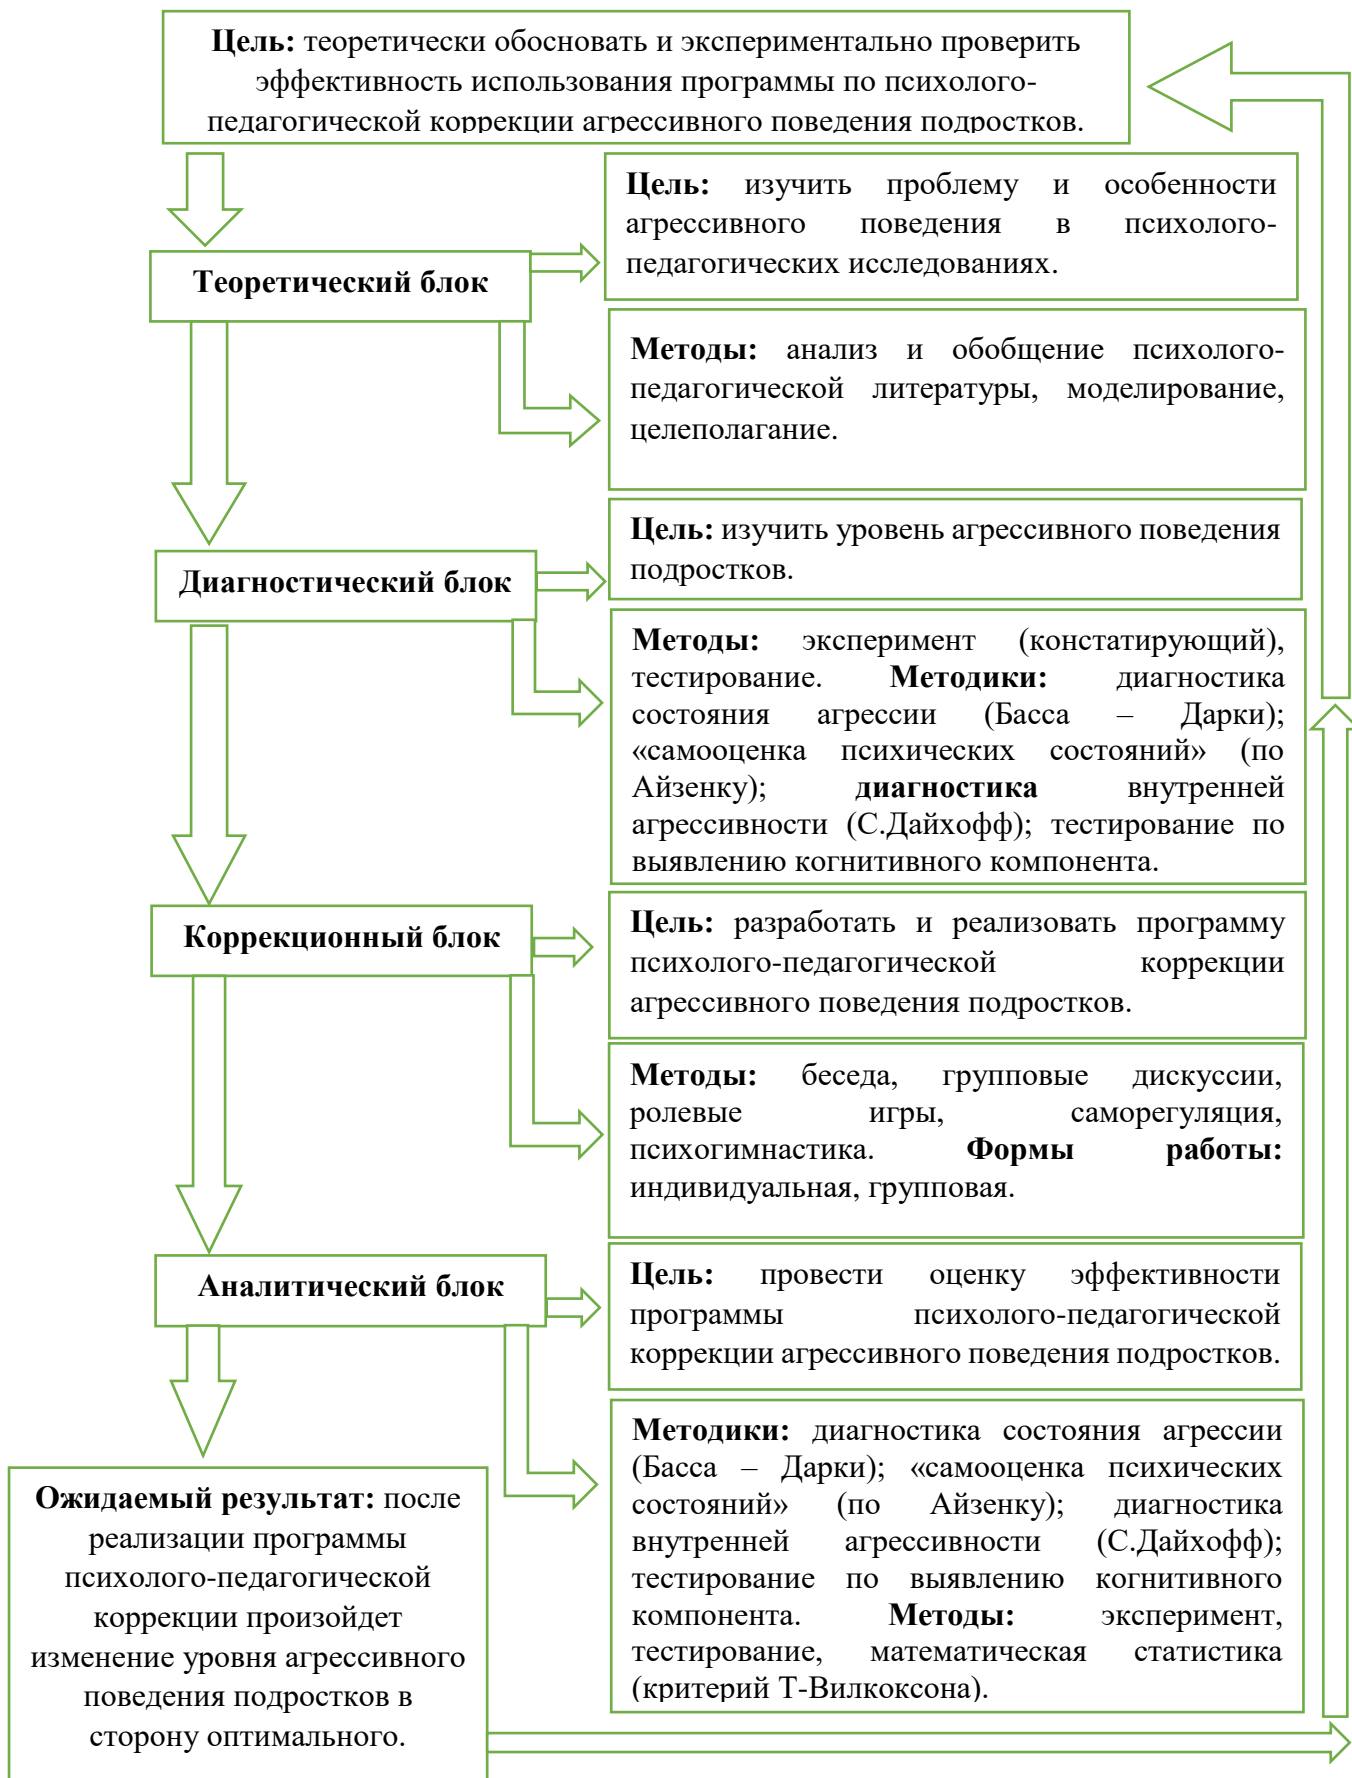 Цель: теоретически обосновать и экспериментально проверить
эффективность использования программы по психолого-
педагогической коррекции агрессивного поведения подростков.
Теоретический блок
Цель: изучить проблему и особенности
агрессивного поведения в психолого-
педагогических исследованиях.
Методы: анализ и обобщение психолого-
педагогической литературы, моделирование,
целеполагание.
Диагностический блок
Цель: изучить уровень агрессивного поведения
подростков.
Методы: эксперимент (констатирующий),
тестирование. Методики: диагностика
состояния агрессии (Басса – Дарки);
«самооценка психических состояний» (по
Айзенку); диагностика внутренней
агрессивности (С.Дайхофф); тестирование по
выявлению когнитивного компонента.
Коррекционный блок
Цель: разработать и реализовать программу
психолого-педагогической коррекции
агрессивного поведения подростков.
Методы: беседа, групповые дискуссии,
ролевые игры, саморегуляция,
психогимнастика. Формы работы:
индивидуальная, групповая.
Аналитический блок
Цель: провести оценку эффективности
программы психолого-педагогической
коррекции агрессивного поведения подростков.
Методики: диагностика состояния агрессии
(Басса – Дарки); «самооценка психических
состояний» (по Айзенку); диагностика
внутренней агрессивности (С.Дайхофф);
тестирование по выявлению когнитивного
компонента. Методы: эксперимент,
тестирование, математическая статистика
(критерий Т-Вилкоксона).
Ожидаемый результат: после
реализации программы
психолого-педагогической
коррекции произойдет
изменение уровня агрессивного
поведения подростков в
сторону оптимального.